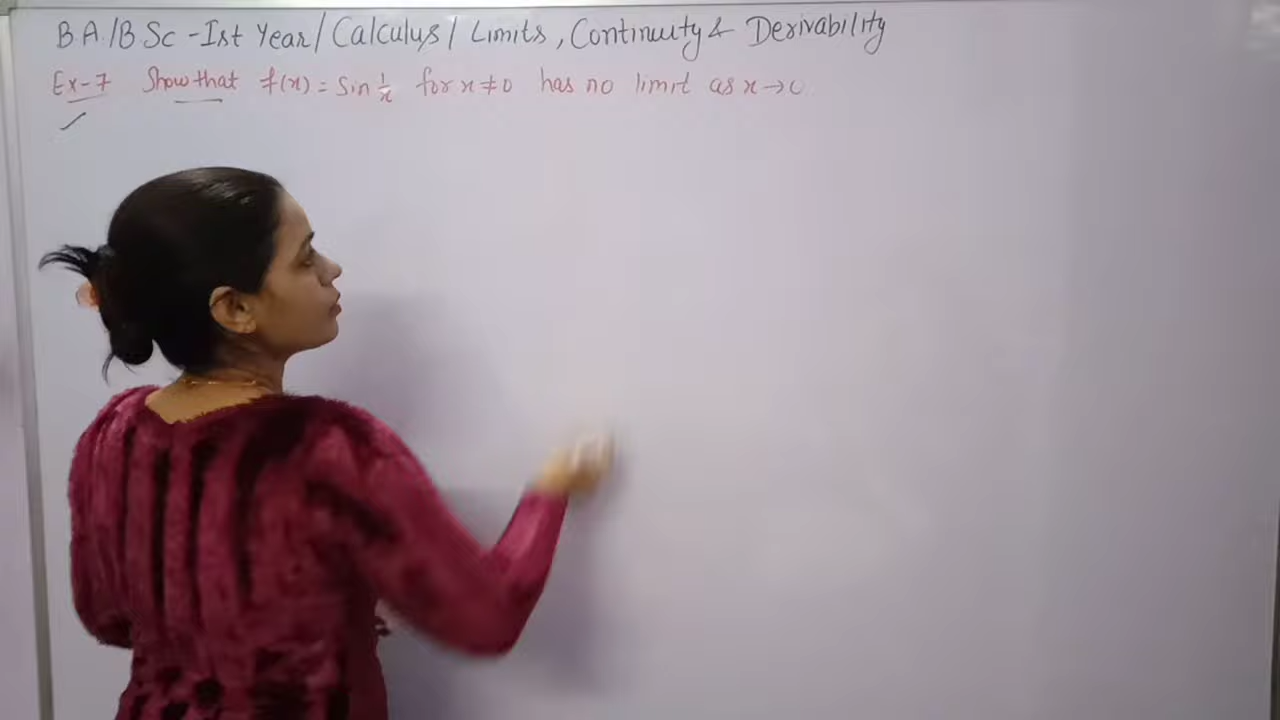 B.A./B Sc - Ist Year/ Calculus / Limits, Continuity & Derivability
Ex-7 Show that f(x) = Sin 1/x for x ≠ 0 has no limit as x → 0